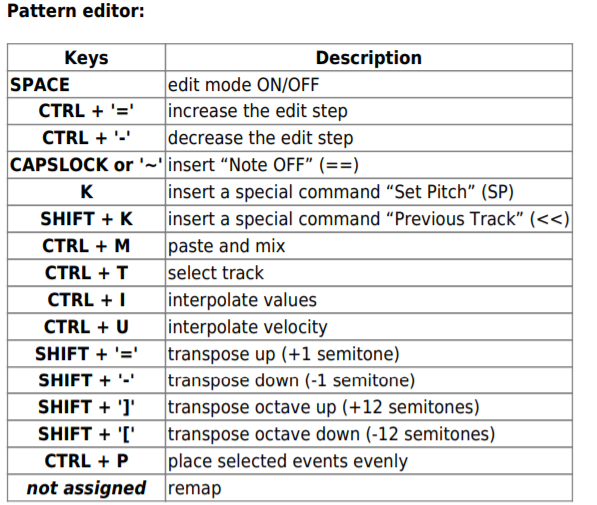 Pattern editor:
Keys Description
SPACE edit mode ON/OFF
CTRL + '=' increase the edit step
CTRL + '-' decrease the edit step
CAPSLOCK or '~' insert “Note OFF” (==)
K insert a special command “Set Pitch” (SP)
SHIFT + K insert a special command “Previous Track” (<<)
CTRL + M paste and mix
CTRL + T select track
CTRL + I interpolate values
CTRL + U interpolate velocity
SHIFT + '=' transpose up (+1 semitone)
SHIFT + '-' transpose down (-1 semitone)
SHIFT + ']' transpose octave up (+12 semitones)
SHIFT + '[' transpose octave down (-12 semitones)
CTRL + P place selected events evenly
not assigned remap